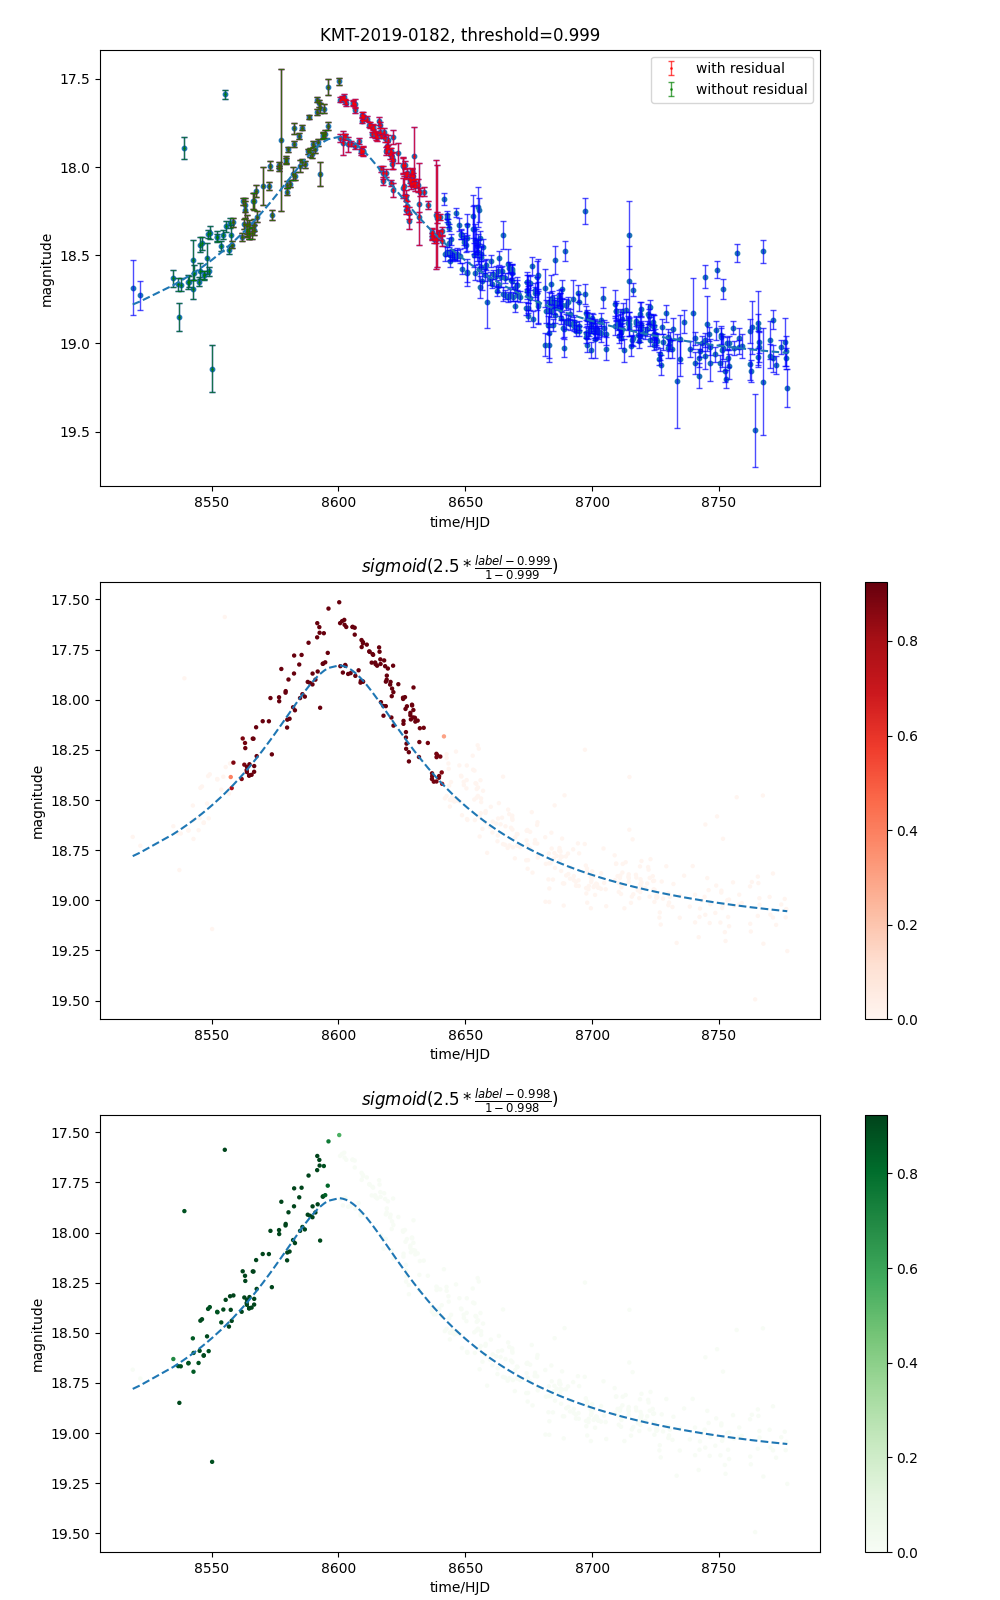 KMT-2019-0182, threshold=0.999
with residual
without residual
17.5
18.0
18.5
19.0
19.5
magnitude
8550 8600 8650 8700 8750
time/HJD
sigmoid(2.5 * \frac{label − 0.999}{1 − 0.999})
17.50
17.75
18.00
18.25
18.50
18.75
19.00
19.25
19.50
magnitude
8550 8600 8650 8700 8750
time/HJD
0.8
0.6
0.4
0.2
0.0
sigmoid(2.5 * \frac{label − 0.998}{1 − 0.998})
17.50
17.75
18.00
18.25
18.50
18.75
19.00
19.25
19.50
magnitude
8550 8600 8650 8700 8750
time/HJD
0.8
0.6
0.4
0.2
0.0